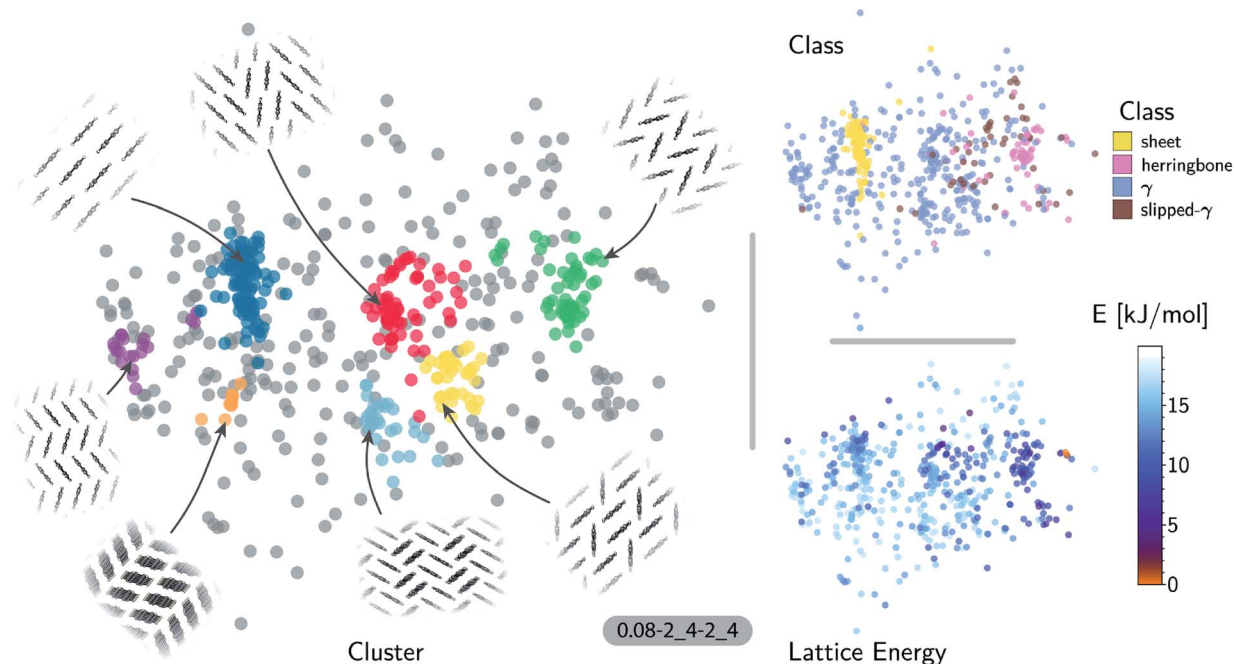 Class
Class
sheet
herringbone
γ
slipped-γ
E [kJ/mol]
15
10
5
0
0.08-2_4-2_4
Cluster
Lattice Energy